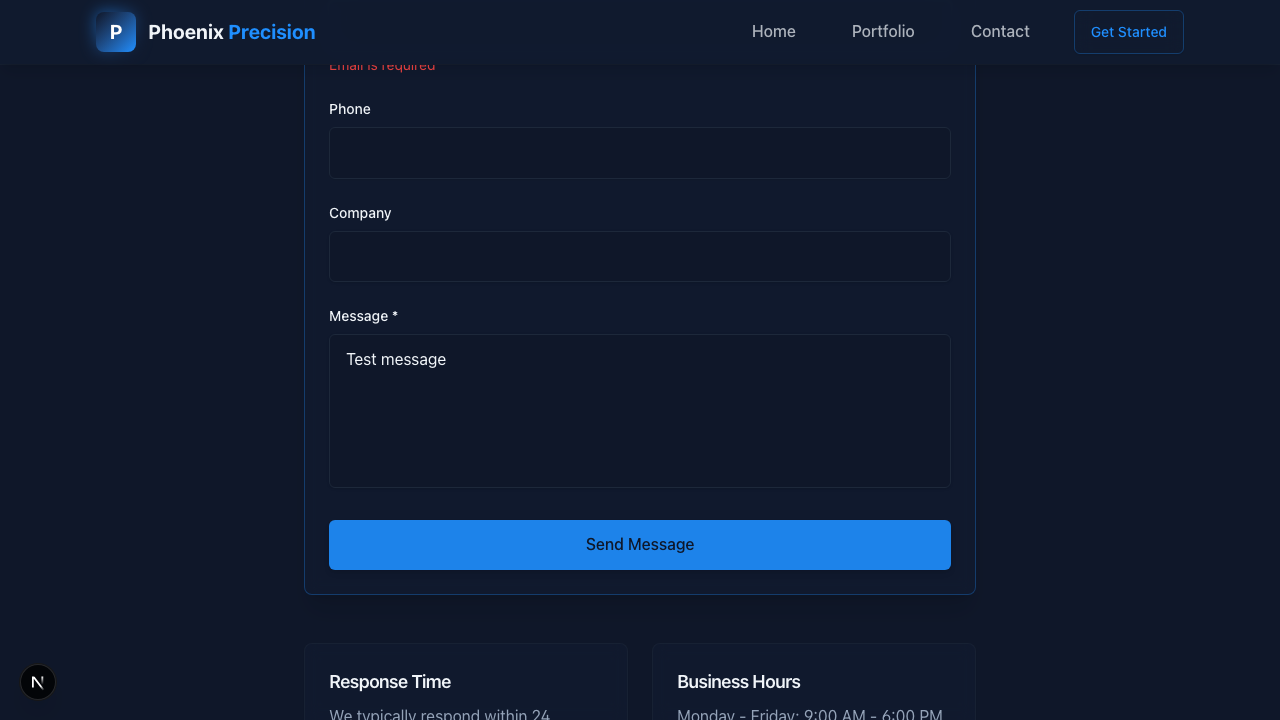 P Phoenix Precision Home Portfolio Contact Get Started
Email is required
Phone
Company
Message *
Test message
Send Message
Response Time Business Hours
We typically respond within 24 Monday - Friday: 9:00 AM - 6:00 PM
N